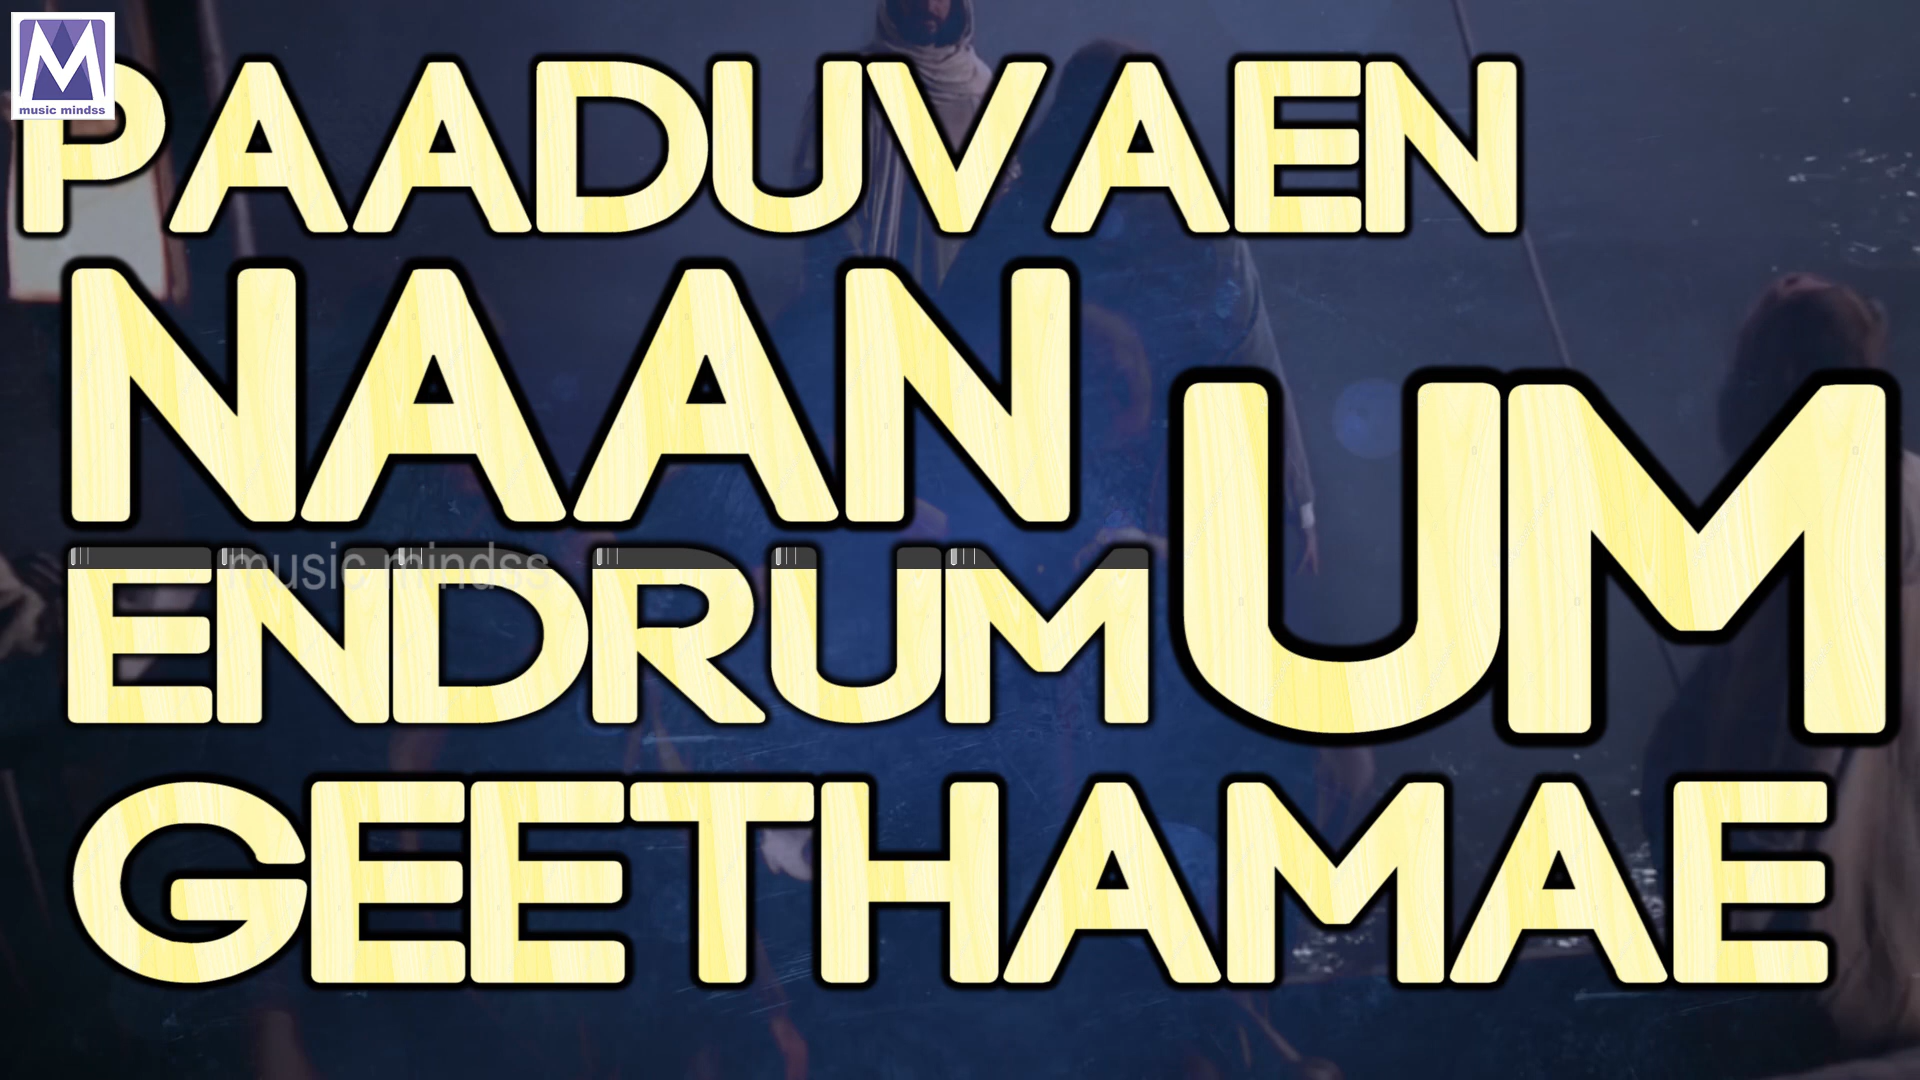 music mindss
PAADUVAEN
NAAN
ENDRUM UM
music mindss
GEETHAMAE